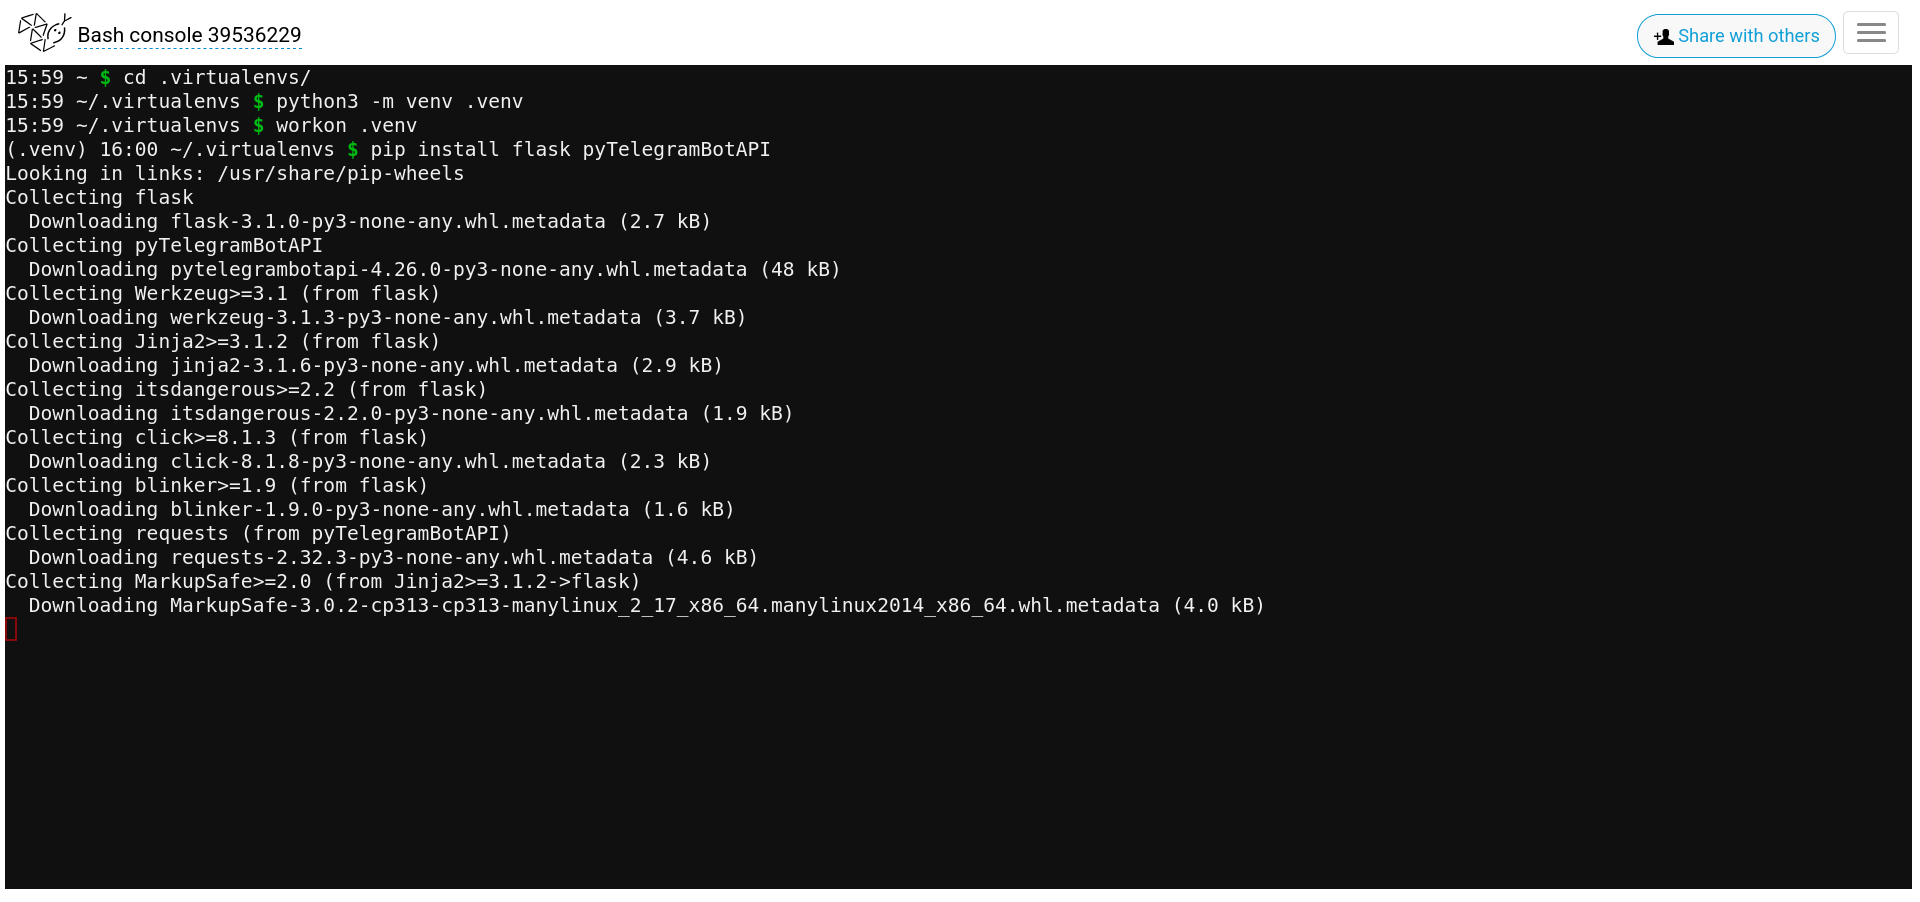 Bash console 39536229
Share with others
15:59 ~ $ cd .virtualenvs/
15:59 ~/.virtualenvs $ python3 -m venv .venv
15:59 ~/.virtualenvs $ workon .venv
(.venv) 16:00 ~/.virtualenvs $ pip install flask pyTelegramBotAPI
Looking in links: /usr/share/pip-wheels
Collecting flask
  Downloading flask-3.1.0-py3-none-any.whl.metadata (2.7 kB)
Collecting pyTelegramBotAPI
  Downloading pytelegrambotapi-4.26.0-py3-none-any.whl.metadata (48 kB)
Collecting Werkzeug>=3.1 (from flask)
  Downloading werkzeug-3.1.3-py3-none-any.whl.metadata (3.7 kB)
Collecting Jinja2>=3.1.2 (from flask)
  Downloading jinja2-3.1.6-py3-none-any.whl.metadata (2.9 kB)
Collecting itsdangerous>=2.2 (from flask)
  Downloading itsdangerous-2.2.0-py3-none-any.whl.metadata (1.9 kB)
Collecting click>=8.1.3 (from flask)
  Downloading click-8.1.8-py3-none-any.whl.metadata (2.3 kB)
Collecting blinker>=1.9 (from flask)
  Downloading blinker-1.9.0-py3-none-any.whl.metadata (1.6 kB)
Collecting requests (from pyTelegramBotAPI)
  Downloading requests-2.32.3-py3-none-any.whl.metadata (4.6 kB)
Collecting MarkupSafe>=2.0 (from Jinja2>=3.1.2->flask)
  Downloading MarkupSafe-3.0.2-cp313-cp313-manylinux_2_17_x86_64.manylinux2014_x86_64.whl.metadata (4.0 kB)